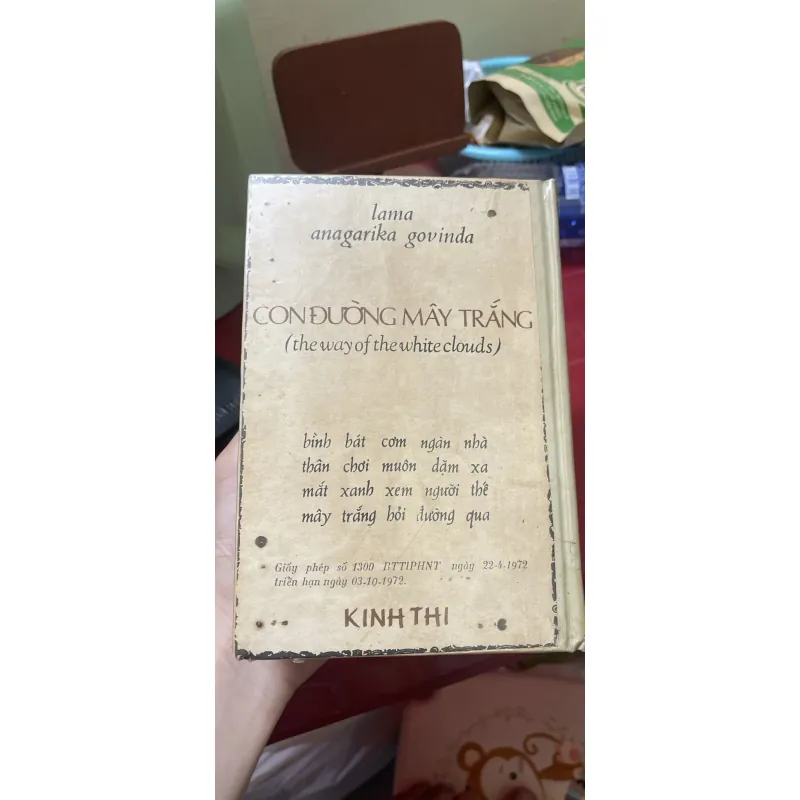 lama
anagarika govinda
CON ĐƯỜNG MÂY TRẮNG
(the way of the white clouds)
bình bát cơm ngàn nhà
thân chơi muôn dặm xa
mắt xanh xem người thế
mây trắng hỏi đường qua
Giấy phép số 1300 BTTIPHNT ngày 22-4-1972
triển hạn ngày 03-10-1972.
KINH THI